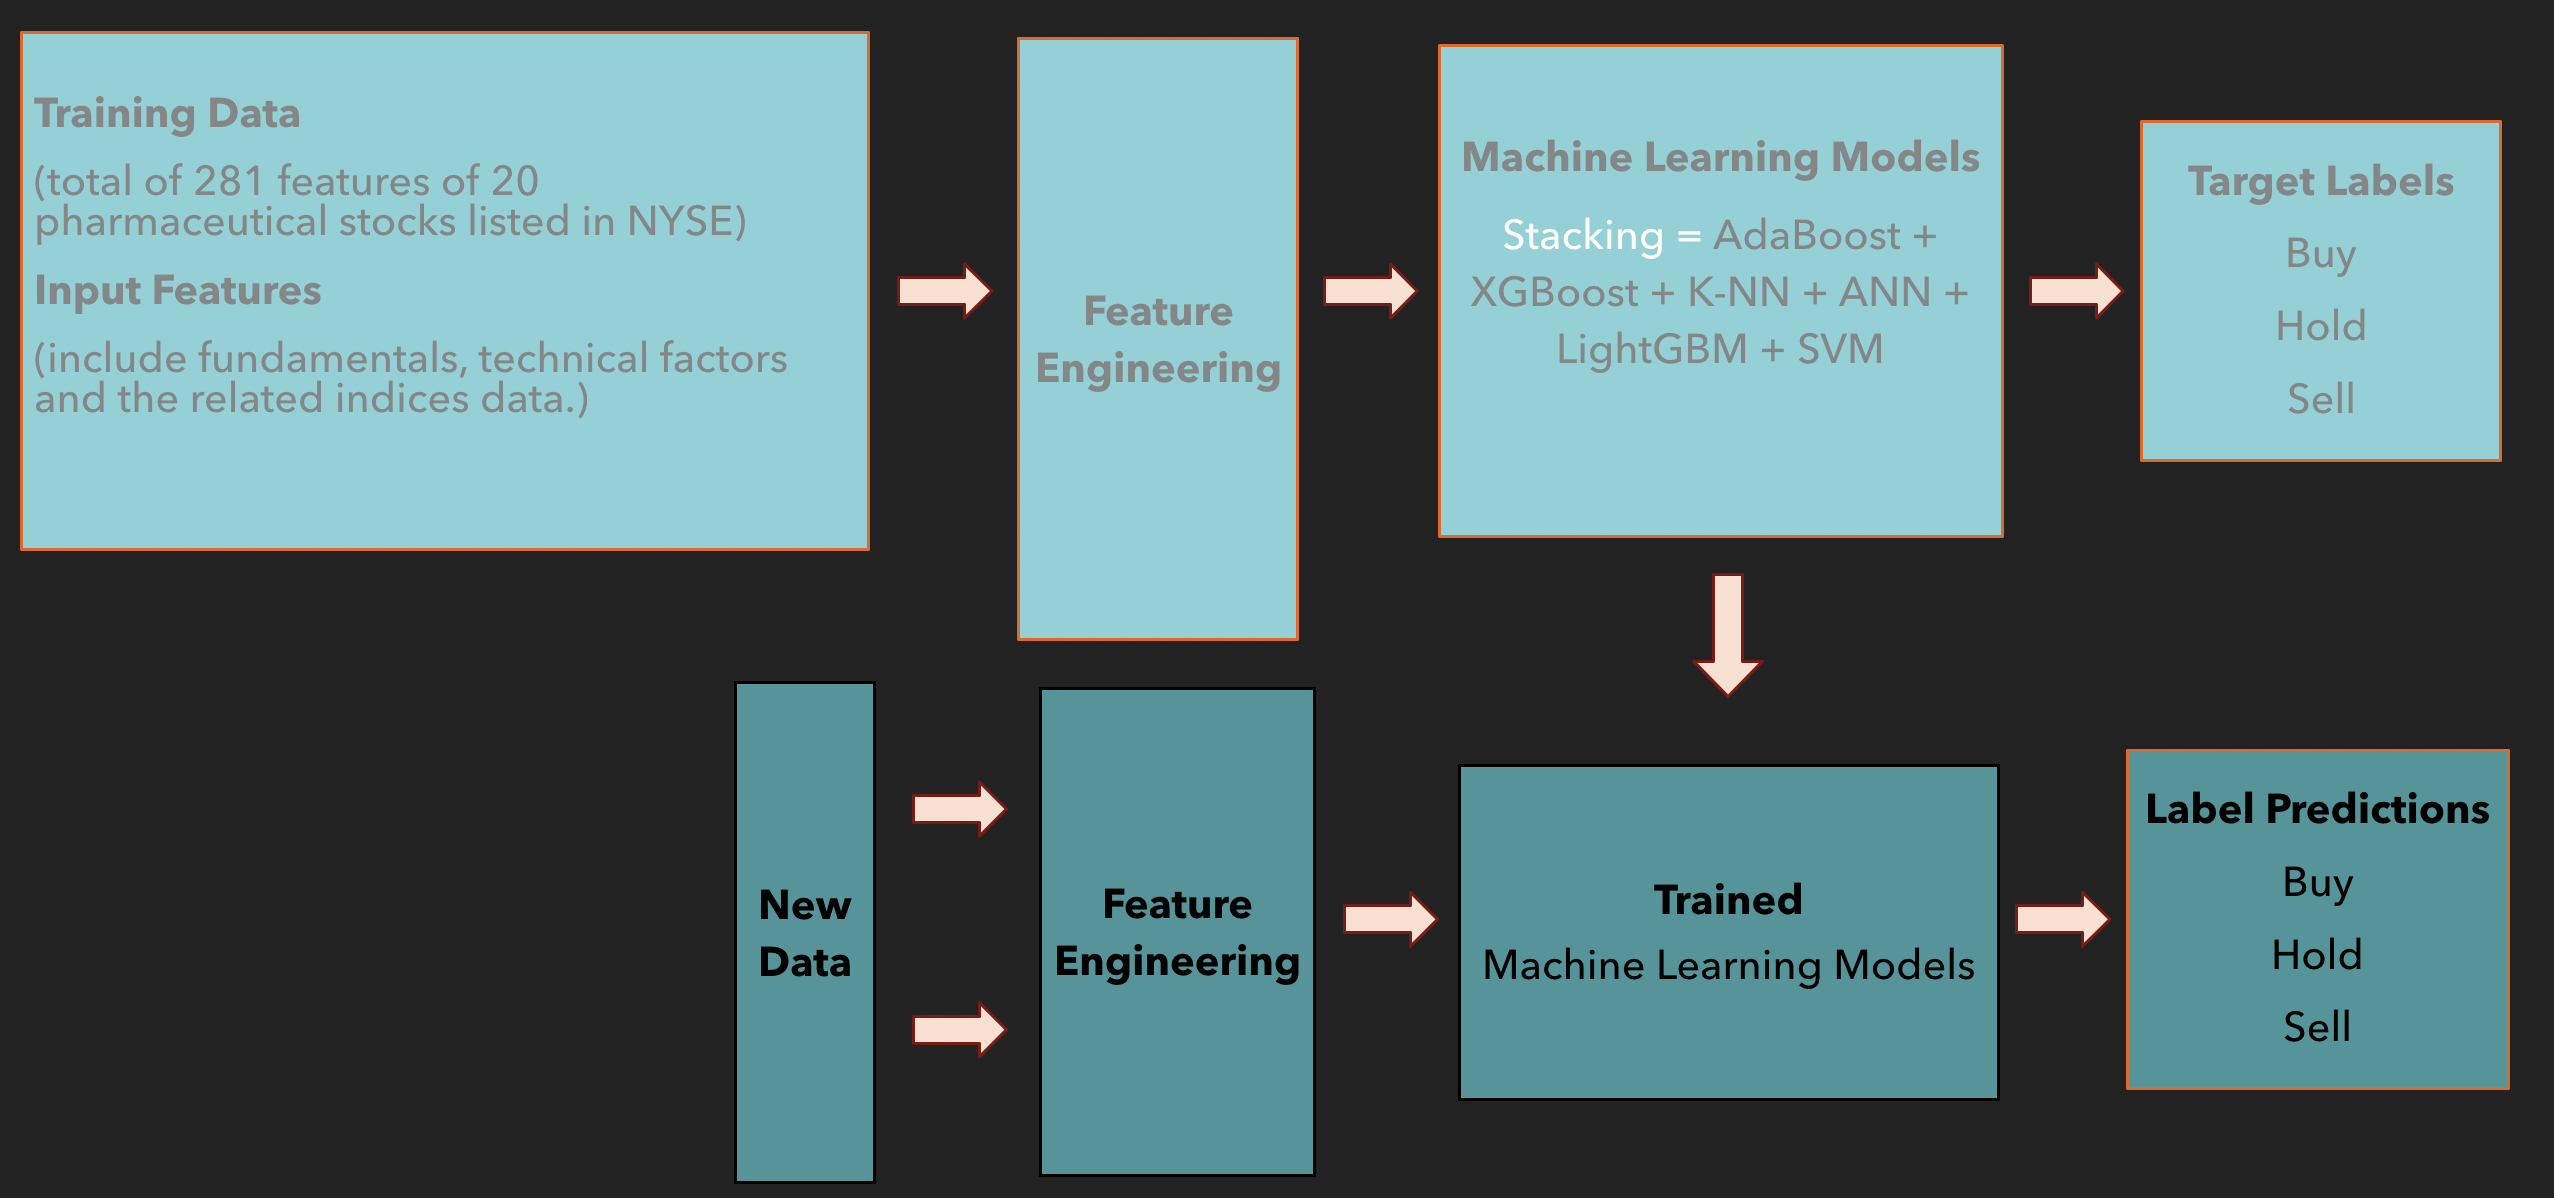 Training Data
(total of 281 features of 20
pharmaceutical stocks listed in NYSE)
Input Features
(include fundamentals, technical factors
and the related indices data.)
Feature
Engineering
Machine Learning Models
Stacking = AdaBoost +
XGBoost + K-NN + ANN +
LightGBM + SVM
Target Labels
Buy
Hold
Sell
New
Data
Feature
Engineering
Trained
Machine Learning Models
Label Predictions
Buy
Hold
Sell